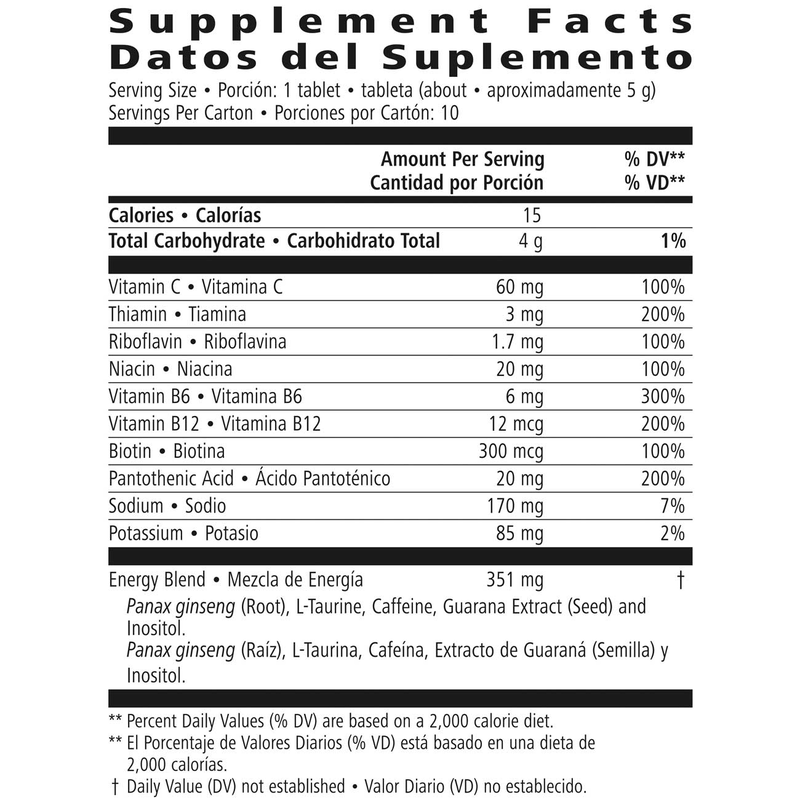 Supplement Facts
Datos del Suplemento
Serving Size • Porción: 1 tablet • tableta (about • aproximadamente 5 g)
Servings Per Carton • Porciones por Cartón: 10
Amount Per Serving % DV**
Cantidad por Porción % VD**
Calories • Calorías 15
Total Carbohydrate • Carbohidrato Total 4 g 1%
Vitamin C • Vitamina C 60 mg 100%
Thiamin • Tiamina 3 mg 200%
Riboflavin • Riboflavina 1.7 mg 100%
Niacin • Niacina 20 mg 100%
Vitamin B6 • Vitamina B6 6 mg 300%
Vitamin B12 • Vitamina B12 12 mcg 200%
Biotin • Biotina 300 mcg 100%
Pantothenic Acid • Ácido Pantoténico 20 mg 200%
Sodium • Sodio 170 mg 7%
Potassium • Potasio 85 mg 2%
Energy Blend • Mezcla de Energía 351 mg †
Panax ginseng (Root), L-Taurine, Caffeine, Guarana Extract (Seed) and
Inositol.
Panax ginseng (Raíz), L-Taurina, Cafeína, Extracto de Guaraná (Semilla) y
Inositol.
** Percent Daily Values (% DV) are based on a 2,000 calorie diet.
** El Porcentaje de Valores Diarios (% VD) está basado en una dieta de
2,000 calorías.
† Daily Value (DV) not established • Valor Diario (VD) no establecido.